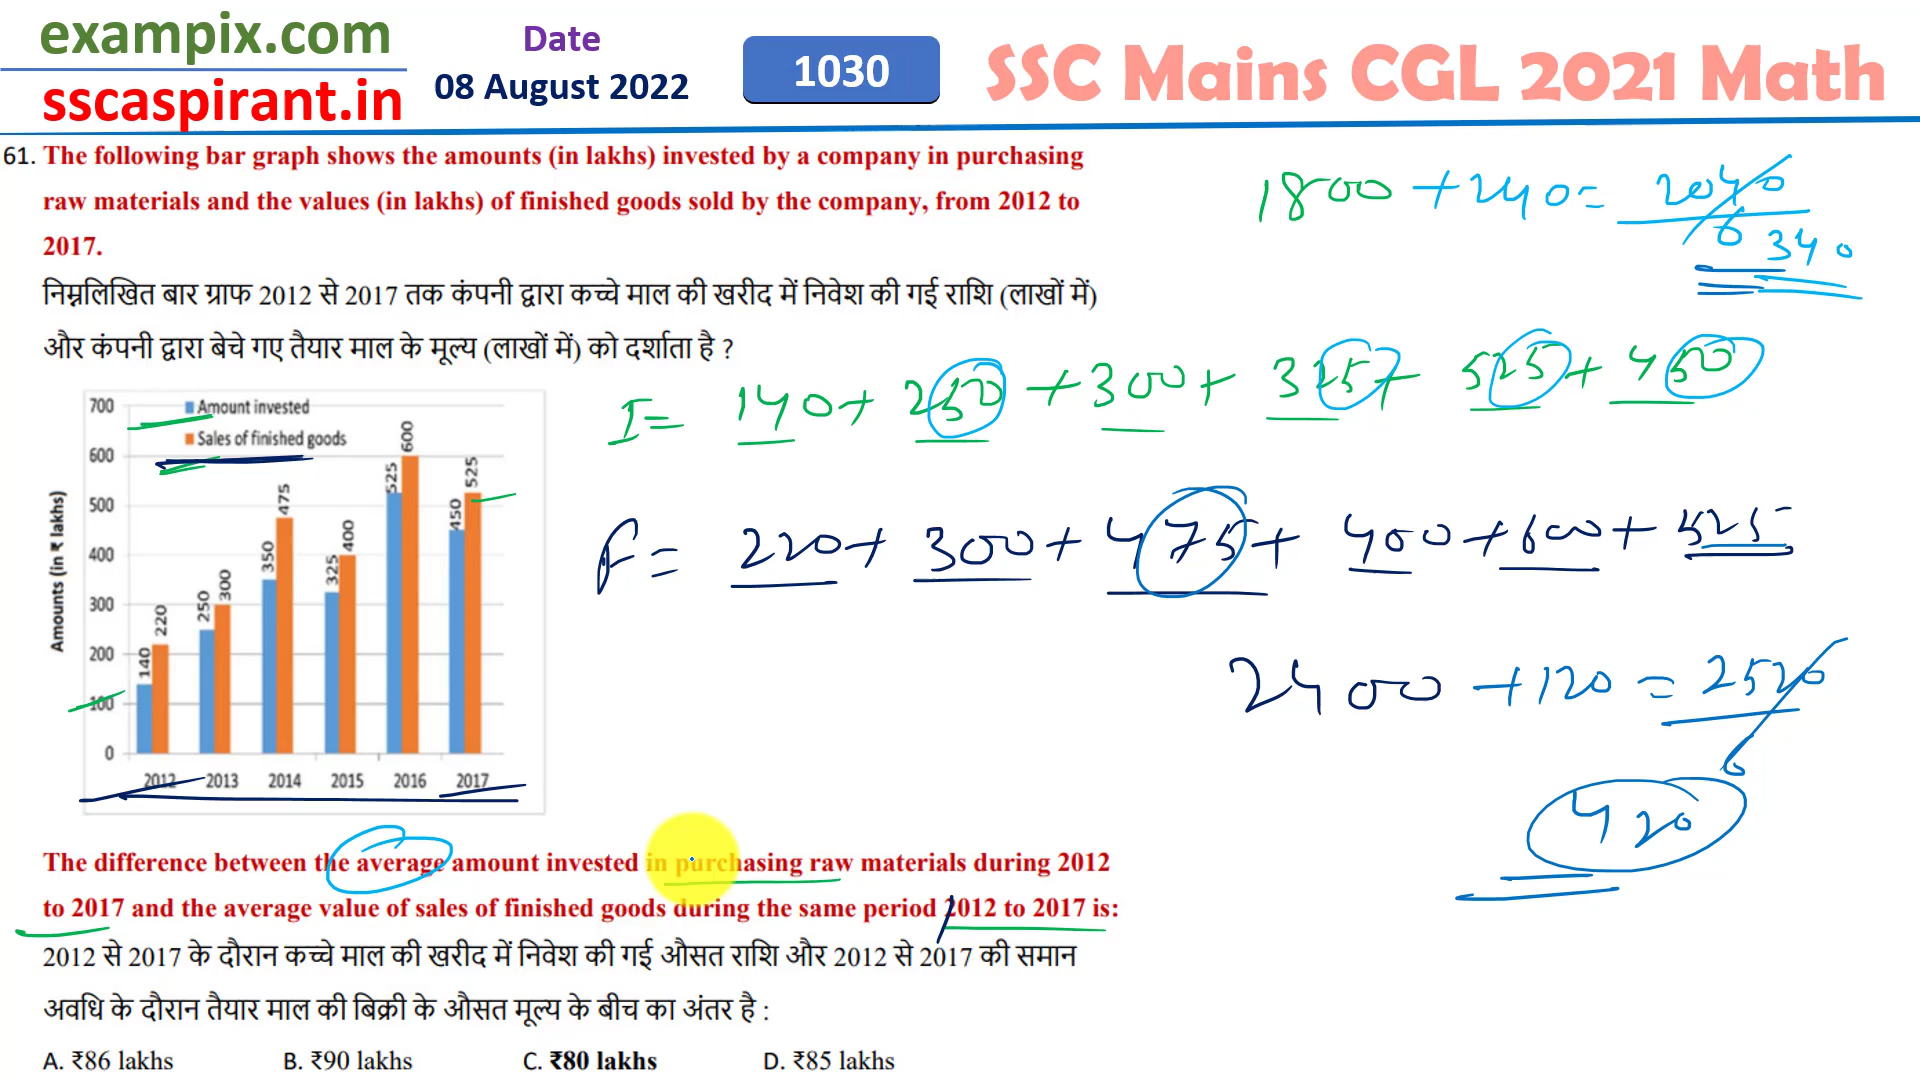 exampix.com
sscaspirant.in
Date
08 August 2022
1030
SSC Mains CGL 2021 Math
61. The following bar graph shows the amounts (in lakhs) invested by a company in purchasing
raw materials and the values (in lakhs) of finished goods sold by the company, from 2012 to
2017.
निम्नलिखित बार ग्राफ 2012 से 2017 तक कंपनी द्वारा कच्चे माल की खरीद में निवेश की गई राशि (लाखों में)
और कंपनी द्वारा बेचे गए तैयार माल के मूल्य (लाखों में) को दर्शाता है ?
1800 + 240 = 2040
6 340
I = 140 + 250 + 300 + 325 + 525 + 450
F = 220 + 300 + 475 + 400 + 600 + 525
2400 + 120 = 2520
6
420
Amounts (in ₹ lakhs)
700
600
500
400
300
200
100
0
Amount invested
Sales of finished goods
140
220
250
300
350
475
325
400
525
600
450
525
2012 2013 2014 2015 2016 2017
The difference between the average amount invested in purchasing raw materials during 2012
to 2017 and the average value of sales of finished goods during the same period 2012 to 2017 is:
2012 से 2017 के दौरान कच्चे माल की खरीद में निवेश की गई औसत राशि और 2012 से 2017 की समान
अवधि के दौरान तैयार माल की बिक्री के औसत मूल्य के बीच का अंतर है :
A. ₹86 lakhs B. ₹90 lakhs C. ₹80 lakhs D. ₹85 lakhs